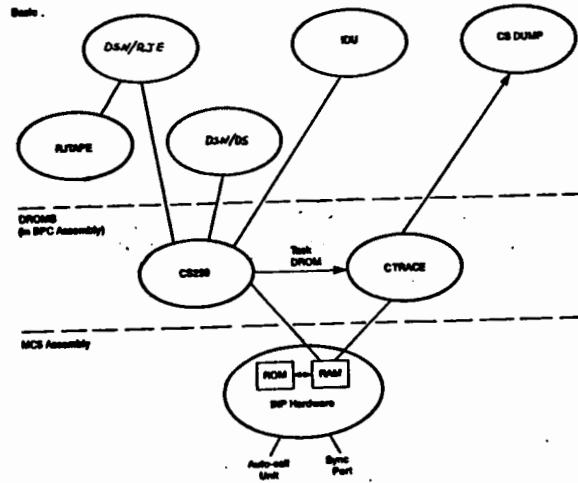 Basic
DSN/RJE
IDU
CS DUMP
RJTAPE
DSN/DS
DROMS
(in BPC Assembly)
Task
DROM
CTRACE
MCS Assembly
ROM
RAM
INP Hardware
Auto-call
Unit
Sync
Port